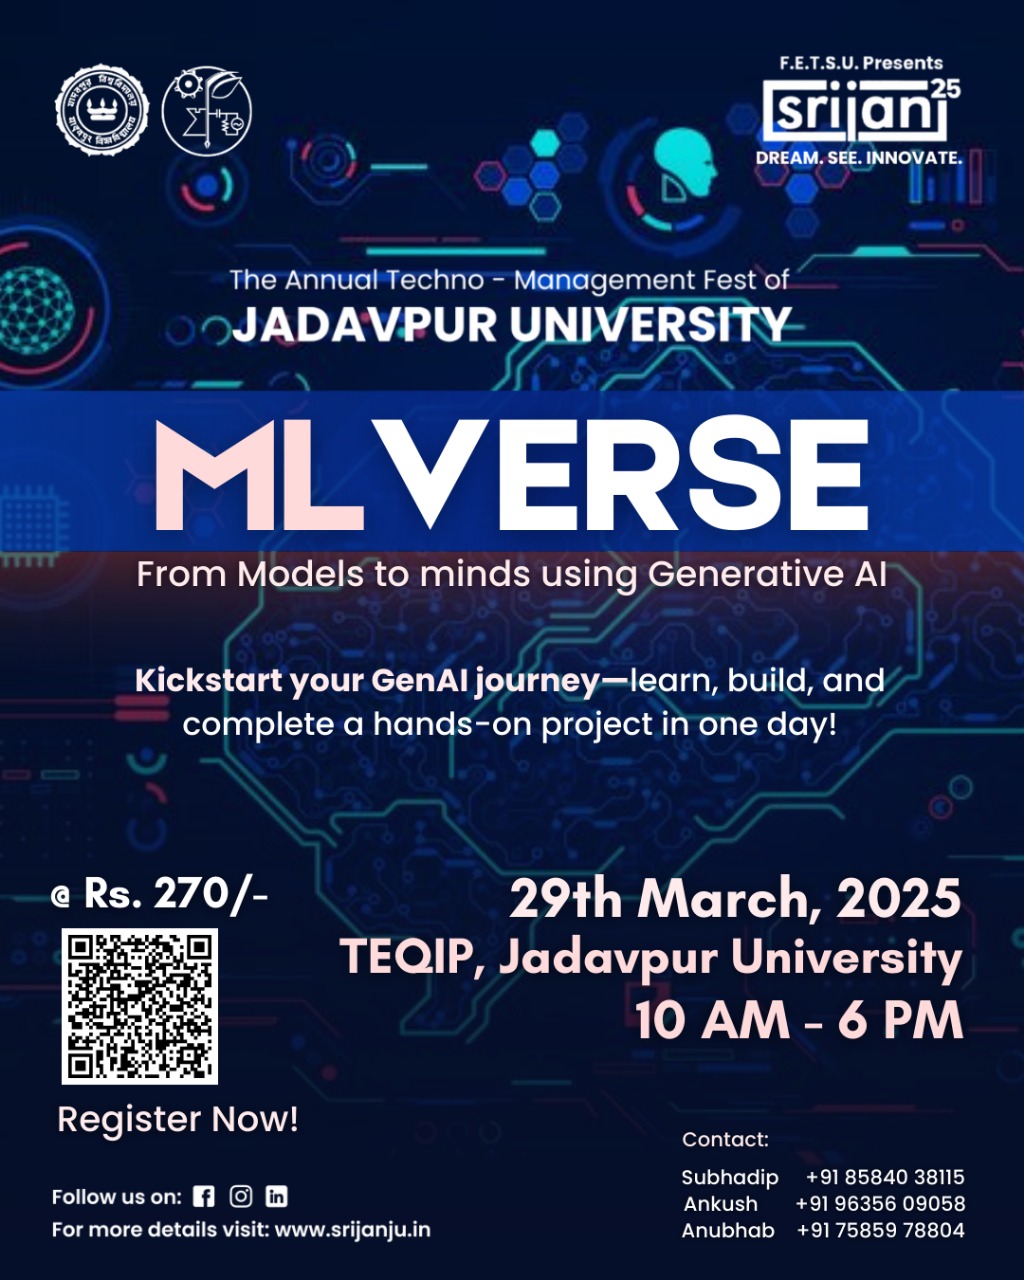 যাদবপুর বিশ্ববিদ্যালয়
F.E.T.S.U. Presents
srijan 25
DREAM. SEE. INNOVATE.
The Annual Techno - Management Fest of
JADAVPUR UNIVERSITY
MLVERSE
From Models to minds using Generative AI
Kickstart your GenAI journey—learn, build, and
complete a hands-on project in one day!
@ Rs. 270/-
29th March, 2025
TEQIP, Jadavpur University
10 AM - 6 PM
Register Now!
Contact:
Subhadip +91 85840 38115
Ankush +91 96356 09058
Anubhab +91 75859 78804
Follow us on:
For more details visit: www.srijanju.in